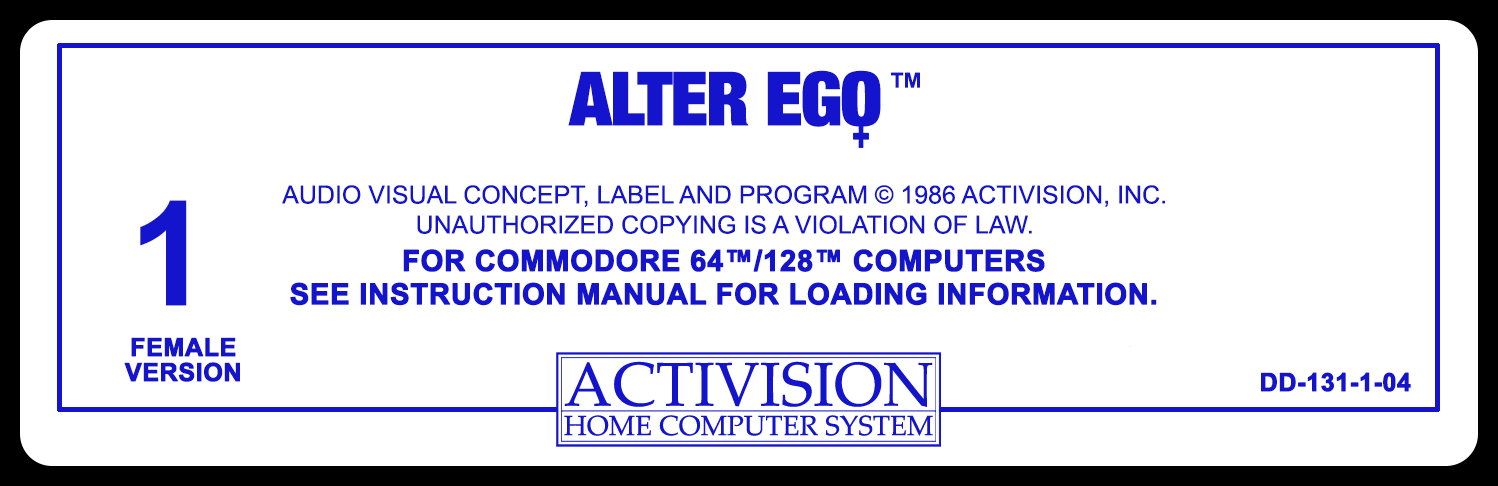 ALTER EGO™
AUDIO VISUAL CONCEPT, LABEL AND PROGRAM © 1986 ACTIVISION, INC.
UNAUTHORIZED COPYING IS A VIOLATION OF LAW.
FOR COMMODORE 64™/128™ COMPUTERS
SEE INSTRUCTION MANUAL FOR LOADING INFORMATION.
1
FEMALE
VERSION
ACTIVISION
HOME COMPUTER SYSTEM
DD-131-1-04